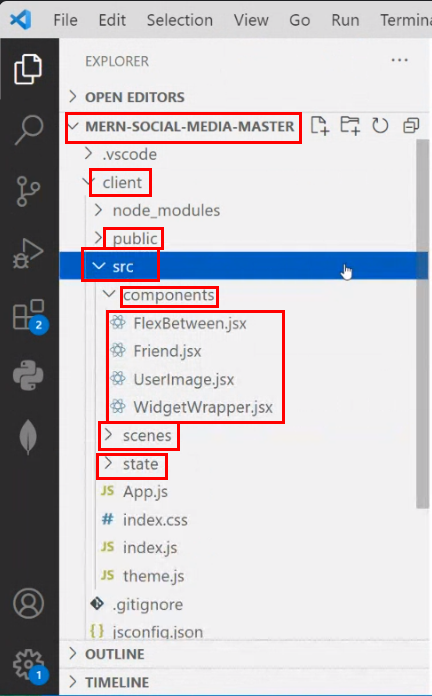 File Edit Selection View Go Run Termina
EXPLORER
OPEN EDITORS
MERN-SOCIAL-MEDIA-MASTER
.vscode
client
node_modules
public
src
components
FlexBetween.jsx
Friend.jsx
UserImage.jsx
WidgetWrapper.jsx
scenes
state
JS App.js
# index.css
JS index.js
JS theme.js
.gitignore
{} jsconfig.json
OUTLINE
TIMELINE
2
1